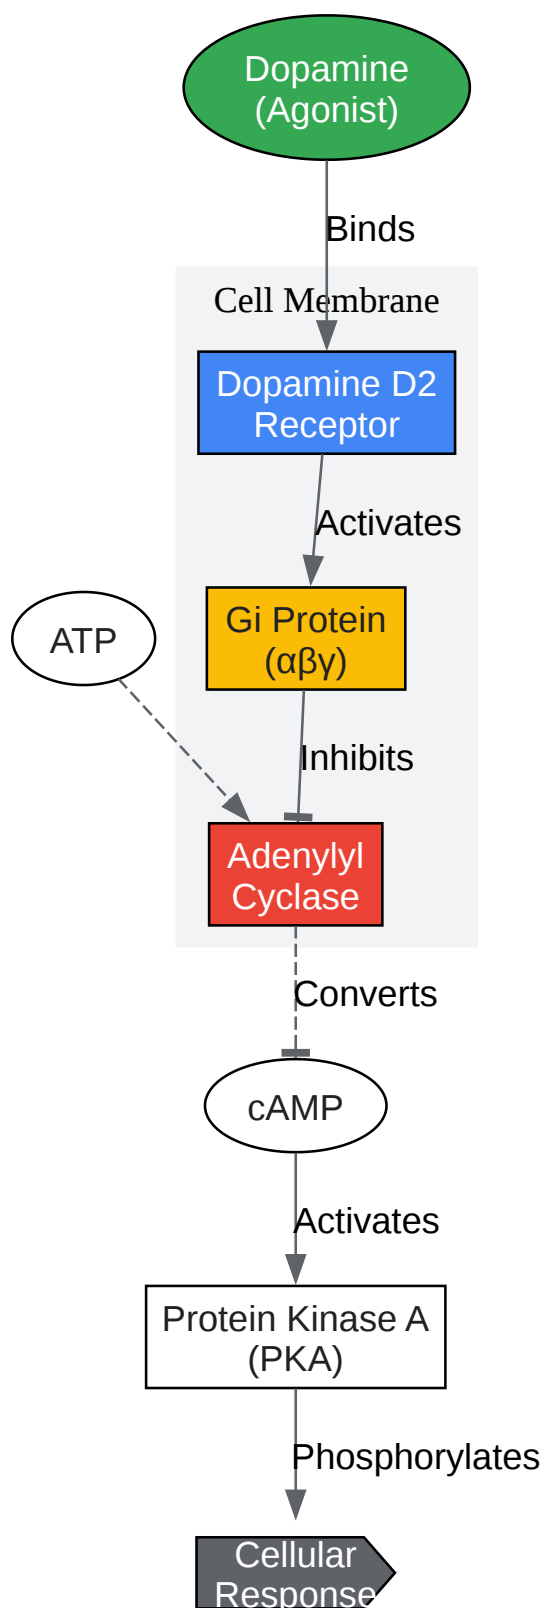 Dopamine
(Agonist)
Binds
Cell Membrane
Dopamine D2
Receptor
Activates
Gi Protein
(αβγ)
ATP
Inhibits
Adenylyl
Cyclase
Converts
cAMP
Activates
Protein Kinase A
(PKA)
Phosphorylates
Cellular
Response